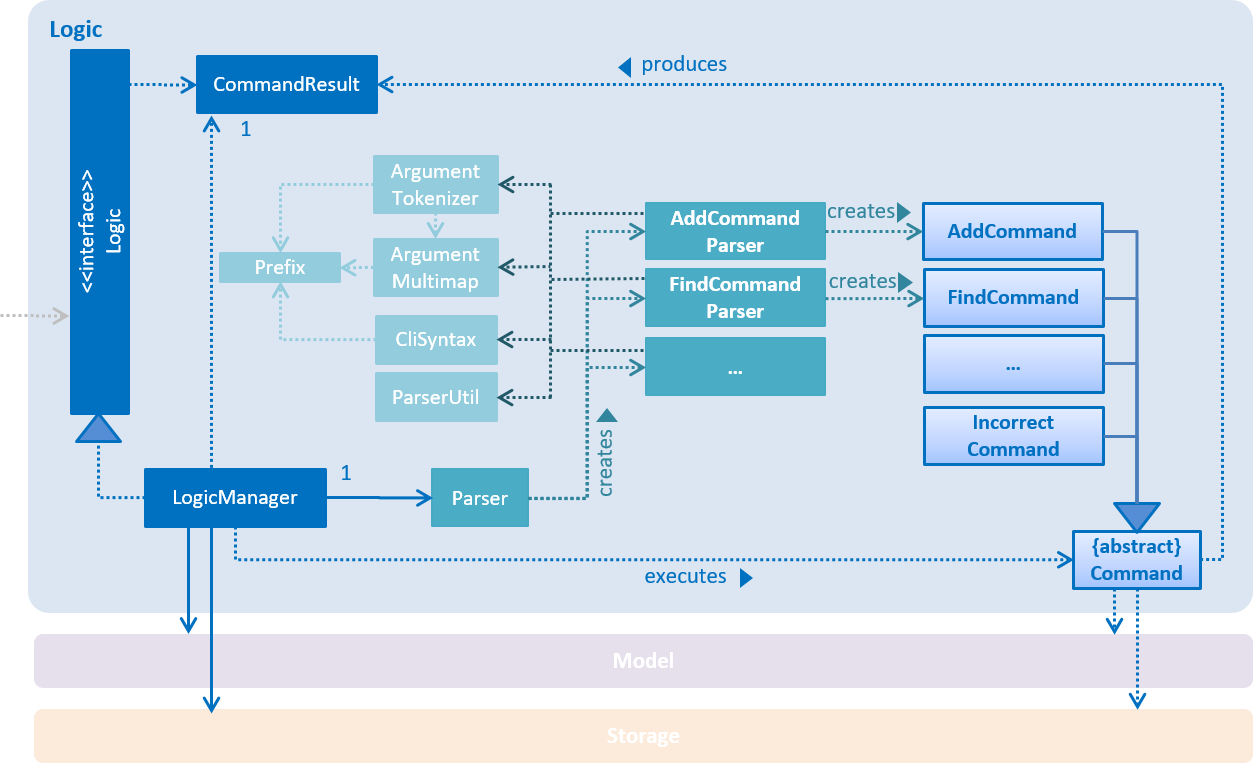 Logic
<<interface>>
Logic
CommandResult
produces
1
Argument
Tokenizer
Argument
Multimap
Prefix
CliSyntax
ParserUtil
AddCommand
Parser
creates
AddCommand
FindCommand
Parser
creates
FindCommand
...
...
Incorrect
Command
creates
LogicManager
1
Parser
executes
{abstract}
Command
Model
Storage